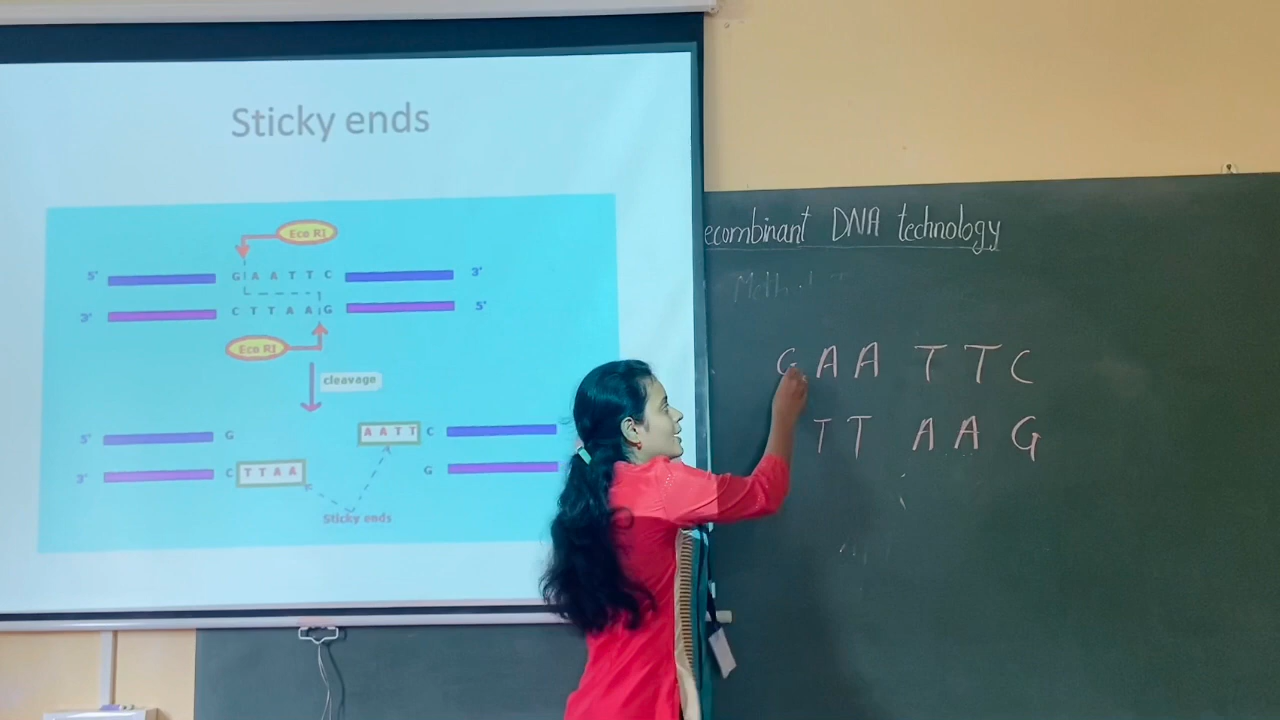 Sticky ends
Eco RI
5' G A A T T C 3'
3' C T T A A G 5'
Eco RI
cleavage
5' G A A T T C
3' C T T A A G
Sticky ends
ecombinant DNA technology
G A A T T C
T T A A G